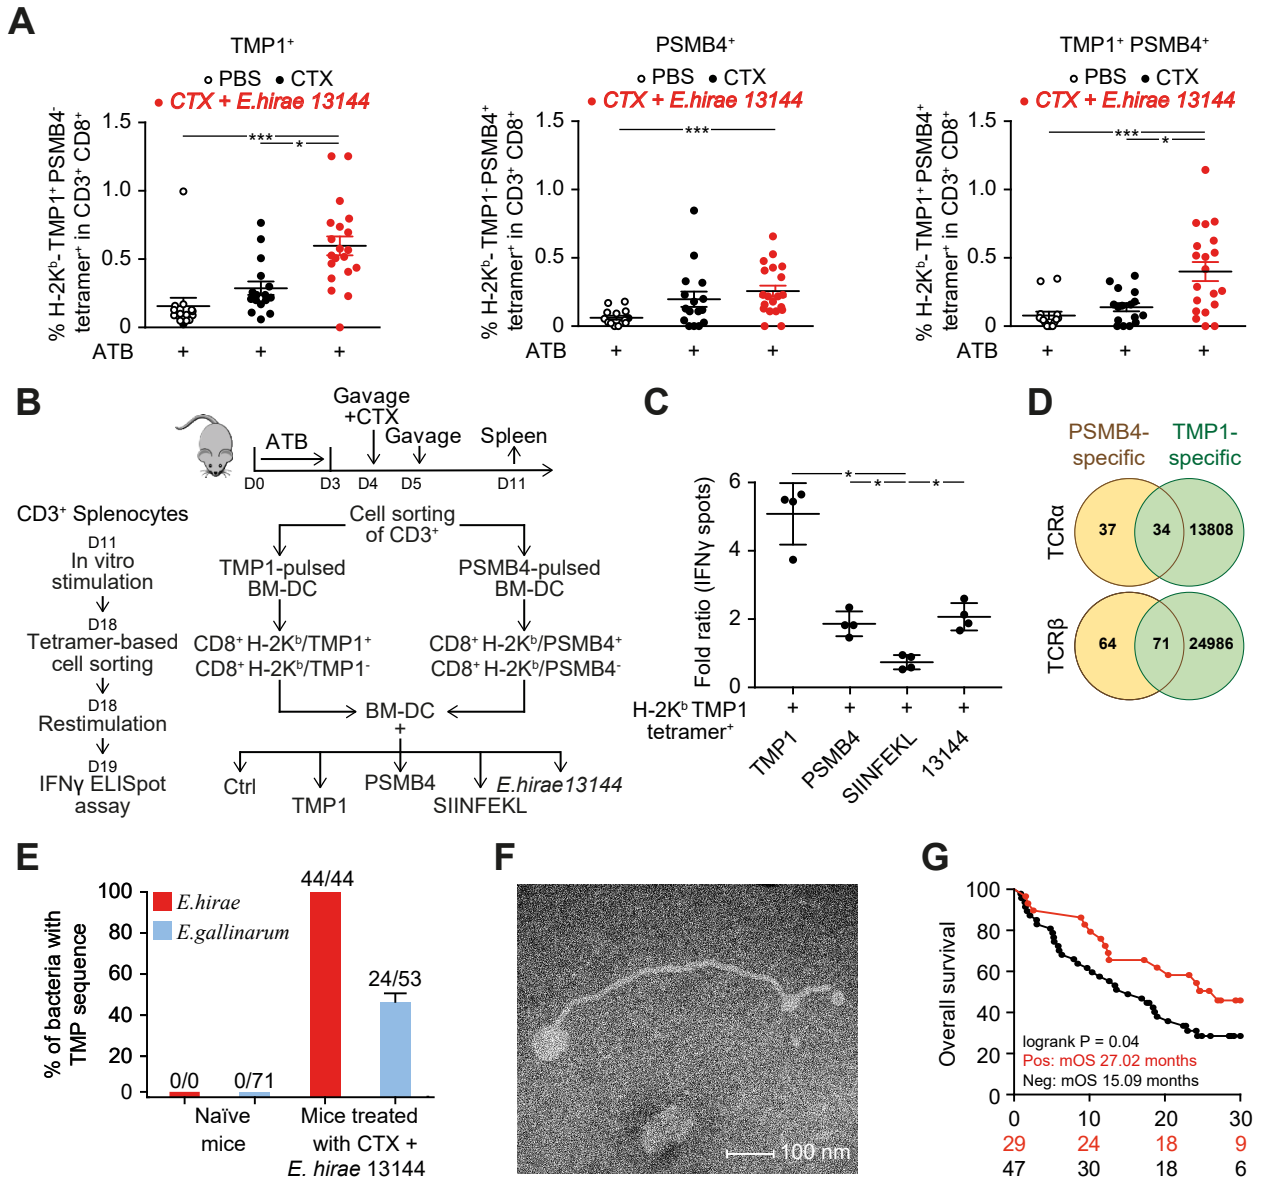 A
TMP1+
PBS CTX
CTX + E.hirae 13144
% H-2Kb- TMP1+ PSMB4-
tetramer+ in CD3+ CD8+
1.5
1.0
0.5
0
***
*
ATB + + +
PSMB4+
PBS CTX
CTX + E.hirae 13144
% H-2Kb- TMP1- PSMB4+
tetramer+ in CD3+ CD8+
1.5
1.0
0.5
0
***
ATB + + +
TMP1+ PSMB4+
PBS CTX
CTX + E.hirae 13144
% H-2Kb- TMP1+ PSMB4+
tetramer+ in CD3+ CD8+
1.5
1.0
0.5
0
***
*
ATB + + +
B
Gavage
+CTX
ATB
Gavage
Spleen
D0 D3 D4 D5 D11
CD3+ Splenocytes
D11
In vitro
stimulation
D18
Tetramer-based
cell sorting
D18
Restimulation
D19
IFNγ ELISpot
assay
Cell sorting
of CD3+
TMP1-pulsed
BM-DC
PSMB4-pulsed
BM-DC
CD8+ H-2Kb/TMP1+
CD8+ H-2Kb/TMP1-
CD8+ H-2Kb/PSMB4+
CD8+ H-2Kb/PSMB4-
BM-DC
+
Ctrl
TMP1
PSMB4
SIINFEKL
E.hirae13144
C
Fold ratio (IFNγ spots)
6
4
2
0
*
* *
H-2Kb TMP1
tetramer+
+ + + +
TMP1
PSMB4
SIINFEKL
13144
D
PSMB4-
specific
TMP1-
specific
TCRα
37 34 13808
TCRβ
64 71 24986
E
% of bacteria with
TMP sequence
100
80
60
40
20
0
E.hirae
E.gallinarum
0/0
0/71
44/44
24/53
Naïve
mice
Mice treated
with CTX +
E. hirae 13144
F
100 nm
G
Overall survival
100
80
60
40
20
0
logrank P = 0.04
Pos: mOS 27.02 months
Neg: mOS 15.09 months
0 10 20 30
29 24 18 9
47 30 18 6